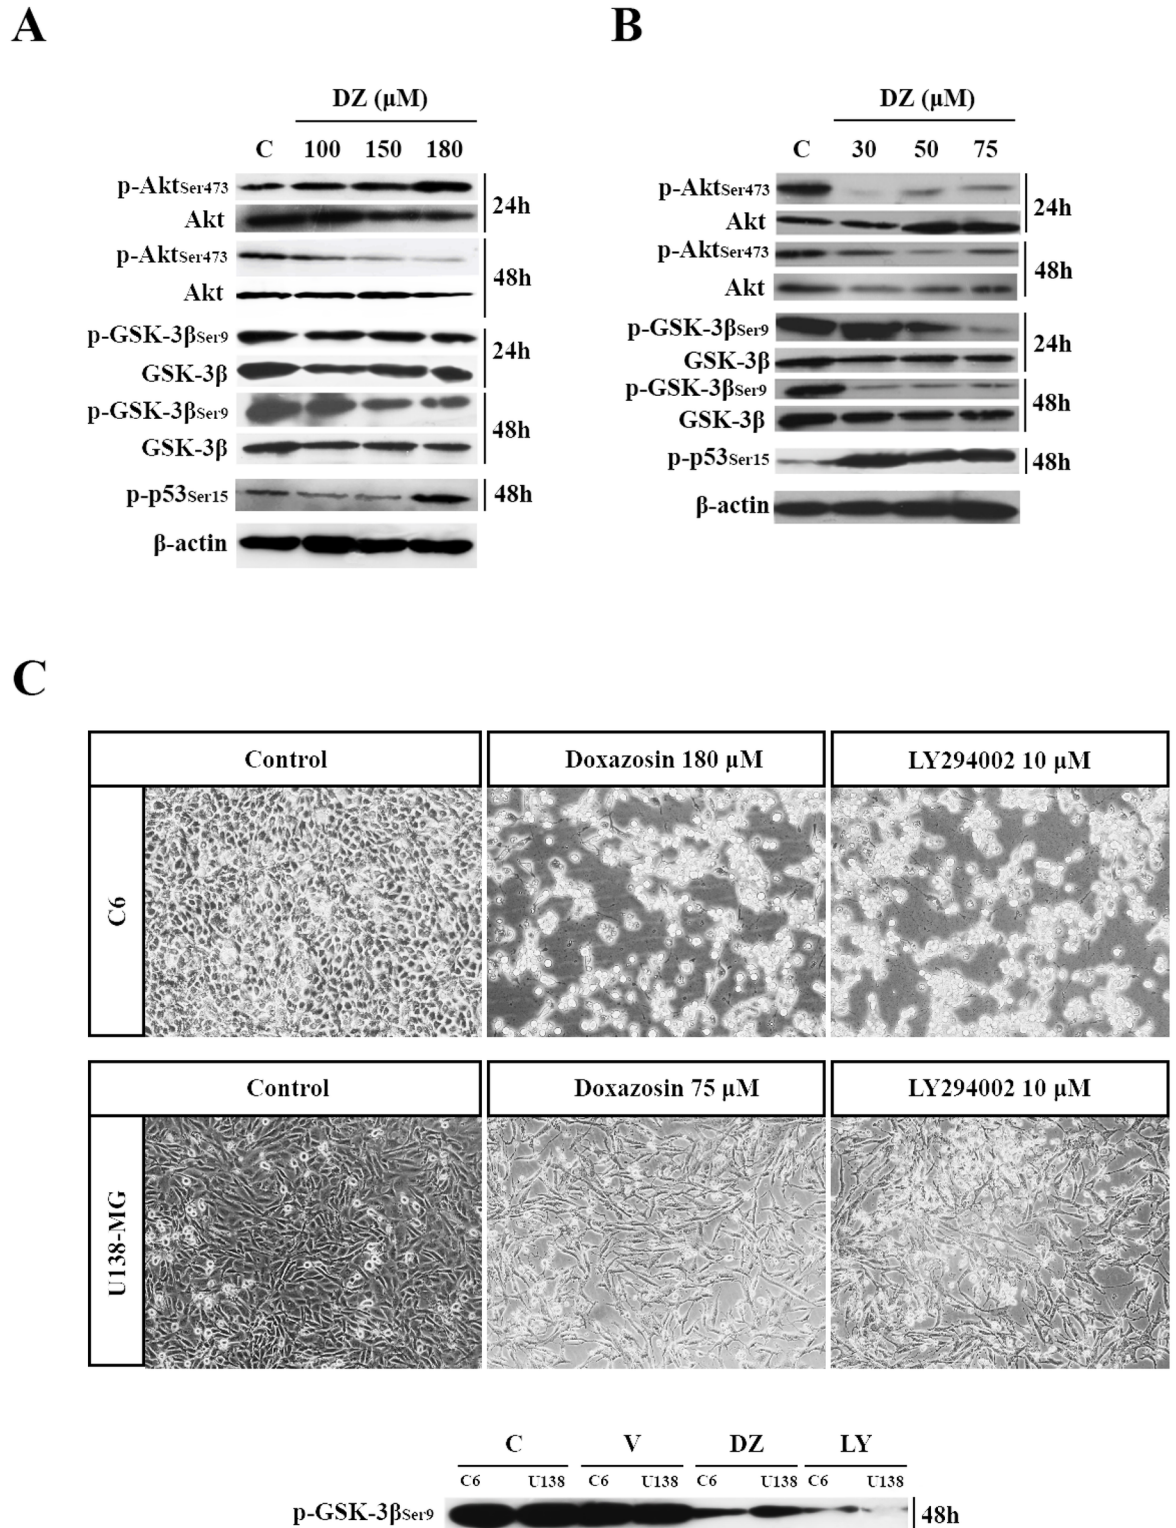 A
B
DZ (μM)
C 100 150 180
p-AktSer473
Akt
24h
p-AktSer473
Akt
48h
p-GSK-3βSer9
GSK-3β
24h
p-GSK-3βSer9
GSK-3β
48h
p-p53Ser15
48h
β-actin
DZ (μM)
C 30 50 75
p-AktSer473
Akt
24h
p-AktSer473
Akt
48h
p-GSK-3βSer9
GSK-3β
24h
p-GSK-3βSer9
GSK-3β
48h
p-p53Ser15
48h
β-actin
C
Control Doxazosin 180 μM LY294002 10 μM
C6
Control Doxazosin 75 μM LY294002 10 μM
U138-MG
C V DZ LY
C6 U138 C6 U138 C6 U138 C6 U138
p-GSK-3βSer9 48h